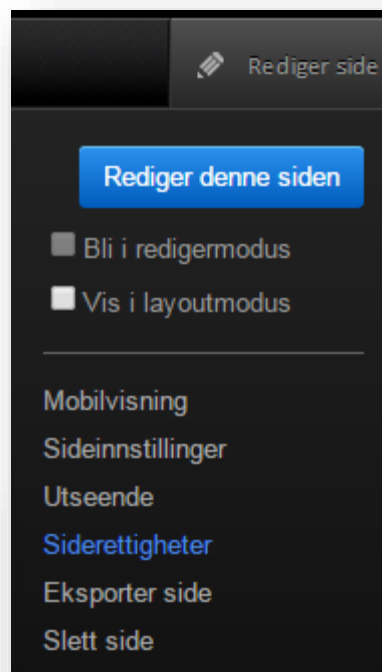 Rediger side
Rediger denne siden
Bli i redigermodus
Vis i layoutmodus
Mobilvisning
Sideinnstillinger
Utseende
Siderettigheter
Eksporter side
Slett side